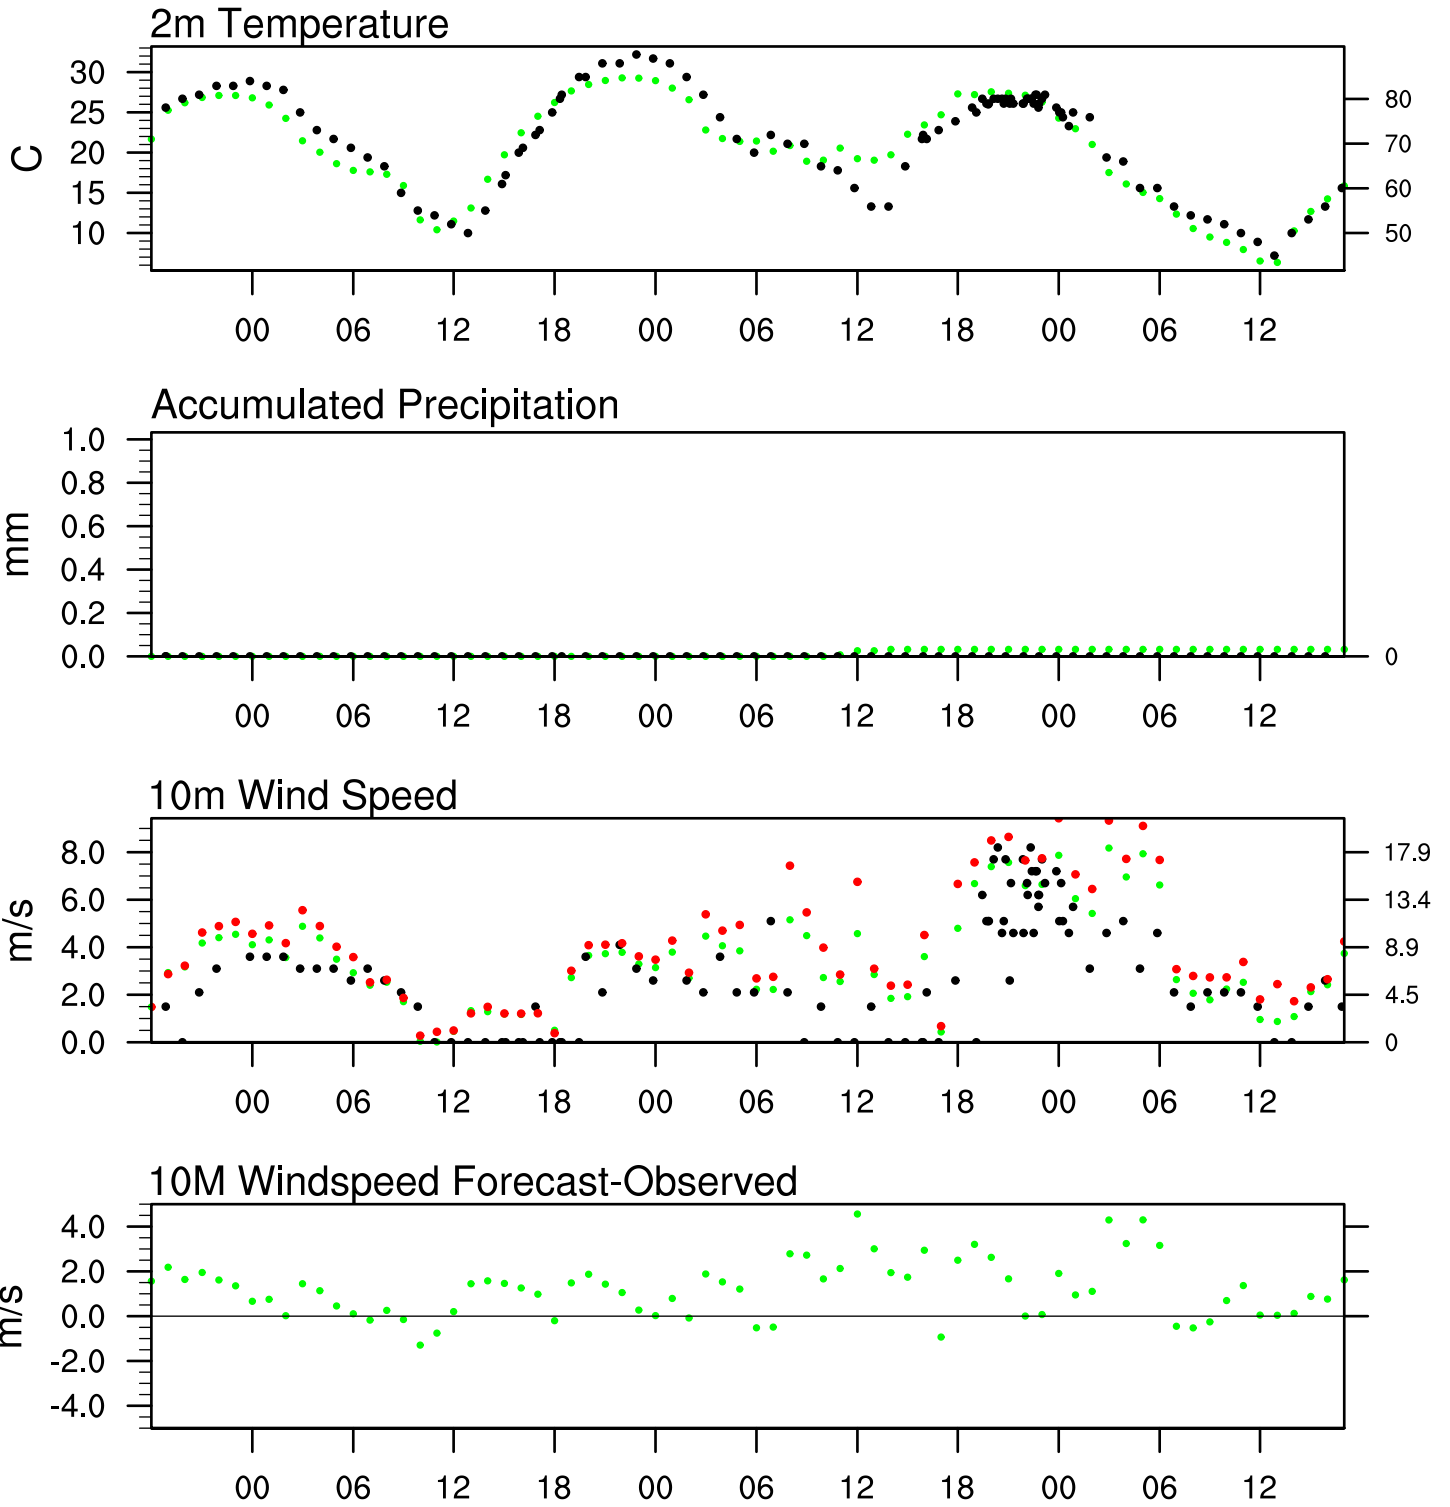 2m Temperature
30
25
20
15
10
C
80
70
60
50
00 06 12 18 00 06 12 18 00 06 12
Accumulated Precipitation
1.0
0.8
0.6
0.4
0.2
0.0
mm
0
00 06 12 18 00 06 12 18 00 06 12
10m Wind Speed
8.0
6.0
4.0
2.0
0.0
m/s
17.9
13.4
8.9
4.5
0
00 06 12 18 00 06 12 18 00 06 12
10M Windspeed Forecast-Observed
4.0
2.0
0.0
-2.0
-4.0
m/s
00 06 12 18 00 06 12 18 00 06 12